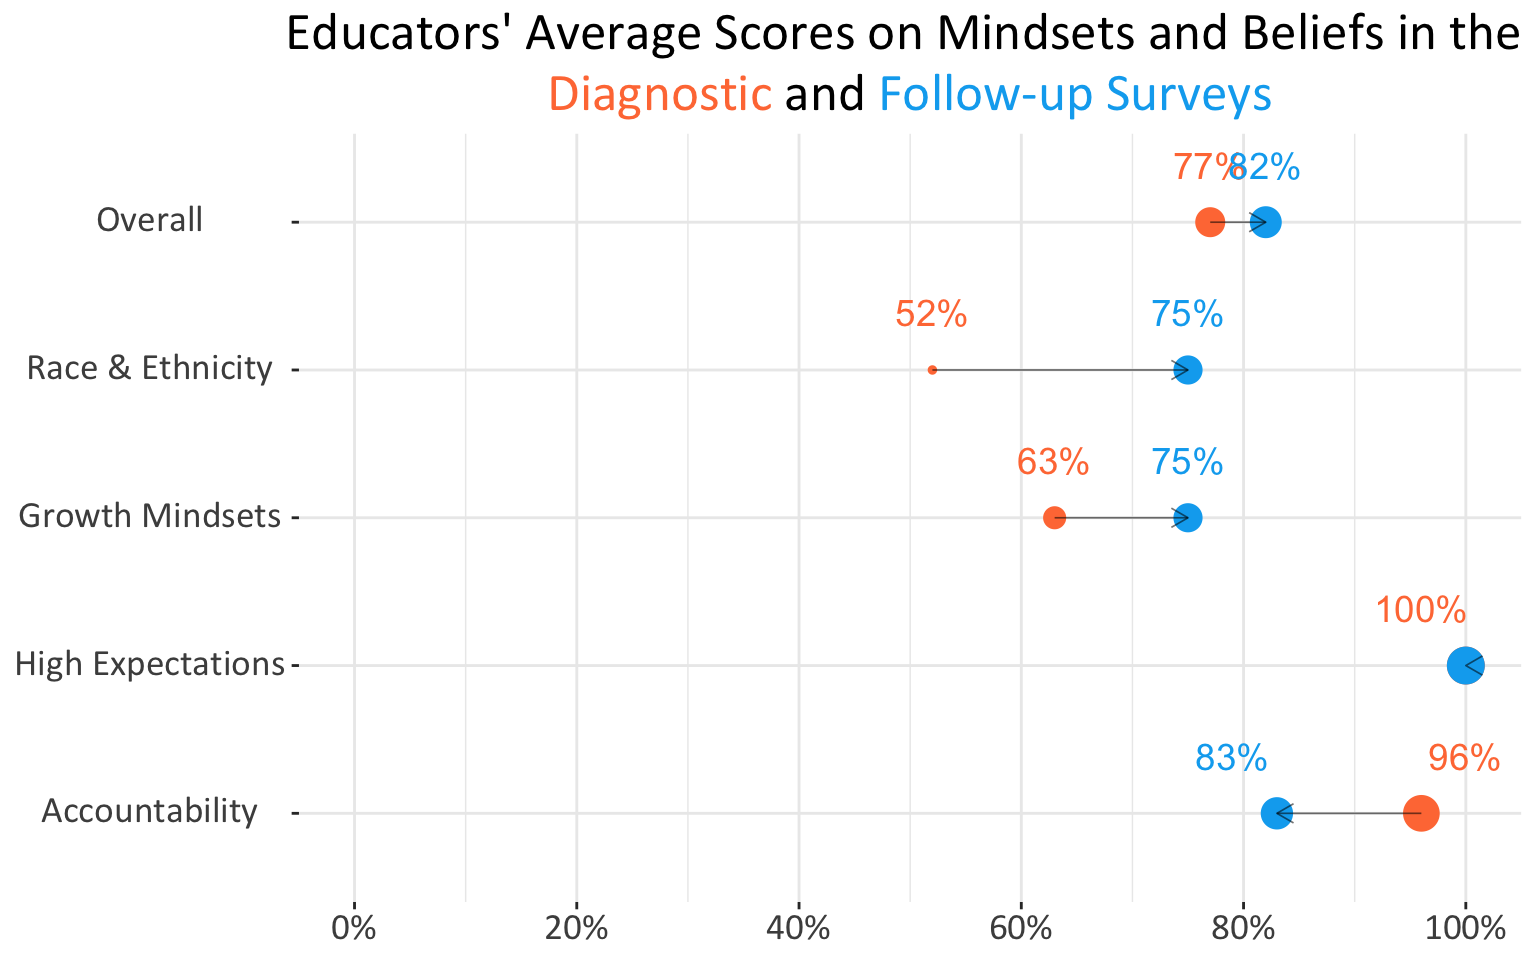 Educators' Average Scores on Mindsets and Beliefs in the
Diagnostic and Follow-up Surveys
77% 82%
Overall
52% 75%
Race & Ethnicity
63% 75%
Growth Mindsets
100%
High Expectations
83% 96%
Accountability
0% 20% 40% 60% 80% 100%